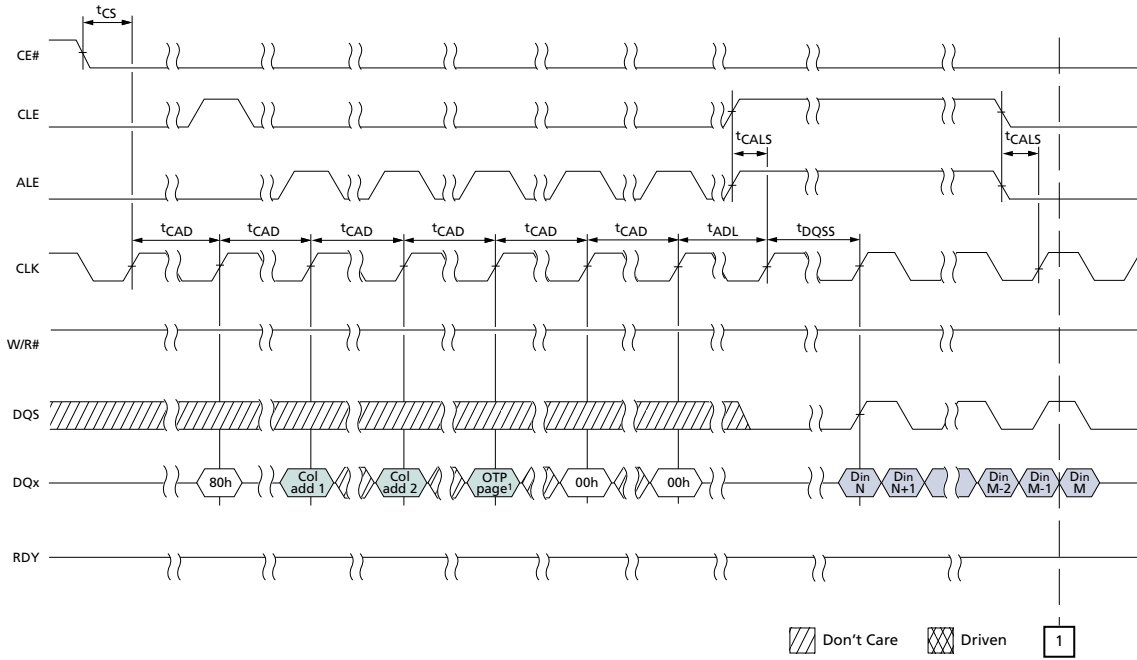 tCS
CE#
CLE
tCALS
tCALS
ALE
tCAD
tCAD
tCAD
tCAD
tCAD
tCAD
tADL
tDQSS
CLK
W/R#
DQS
DQx
80h
Col
add 1
Col
add 2
OTP
page1
00h
00h
Din
N
Din
N+1
Din
M-2
Din
M-1
Din
M
RDY
Don't Care
Driven
1